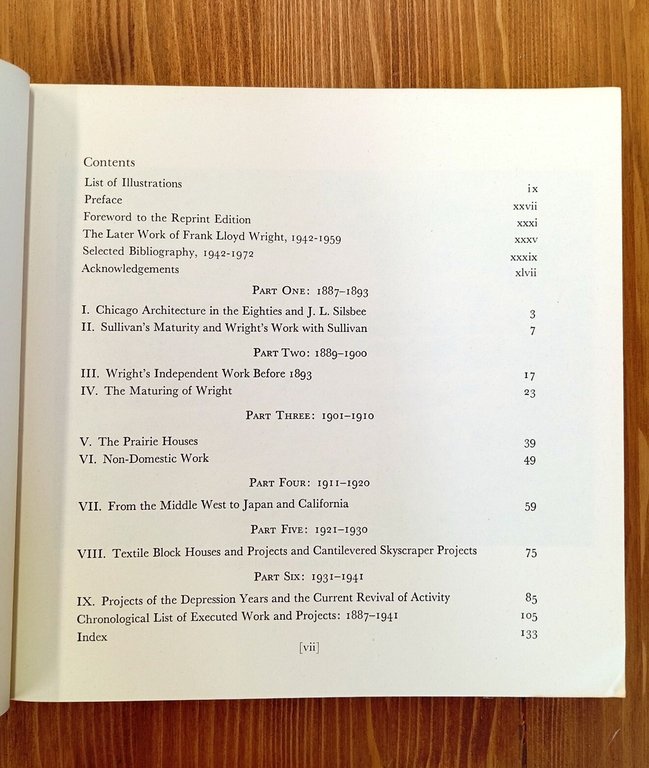 Contents
List of Illustrations ix
Preface xxvii
Foreword to the Reprint Edition xxxi
The Later Work of Frank Lloyd Wright, 1942-1959 xxxv
Selected Bibliography, 1942-1972 xxxix
Acknowledgements xlvii
Part One: 1887–1893
I. Chicago Architecture in the Eighties and J. L. Silsbee 3
II. Sullivan's Maturity and Wright's Work with Sullivan 7
Part Two: 1889–1900
III. Wright's Independent Work Before 1893 17
IV. The Maturing of Wright 23
Part Three: 1901–1910
V. The Prairie Houses 39
VI. Non-Domestic Work 49
Part Four: 1911–1920
VII. From the Middle West to Japan and California 59
Part Five: 1921–1930
VIII. Textile Block Houses and Projects and Cantilevered Skyscraper Projects 75
Part Six: 1931–1941
IX. Projects of the Depression Years and the Current Revival of Activity 85
Chronological List of Executed Work and Projects: 1887–1941 105
Index 133
[vii]